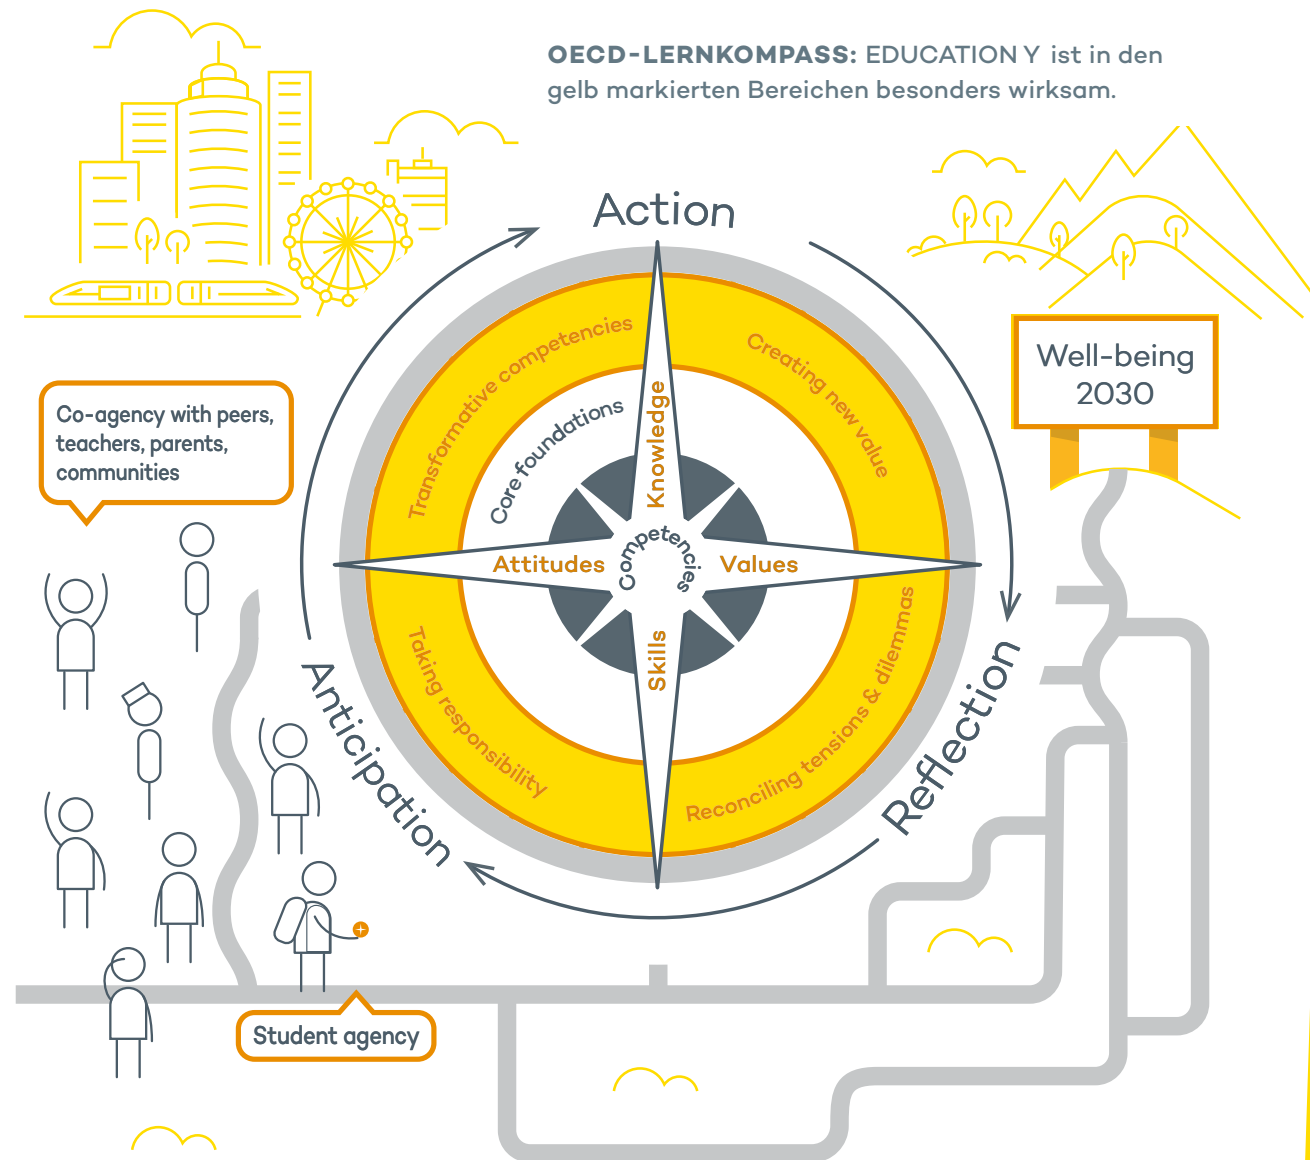 OECD-LERNKOMPASS: EDUCATION Y ist in den
gelb markierten Bereichen besonders wirksam.
Action
Well-being
2030
Co-agency with peers,
teachers, parents,
communities
Transformative competencies
Creating new value
Core foundations
Knowledge
Attitudes
Competencies
Values
Skills
Taking responsibility
Reconciling tensions & dilemmas
Anticipation
Reflection
Student agency